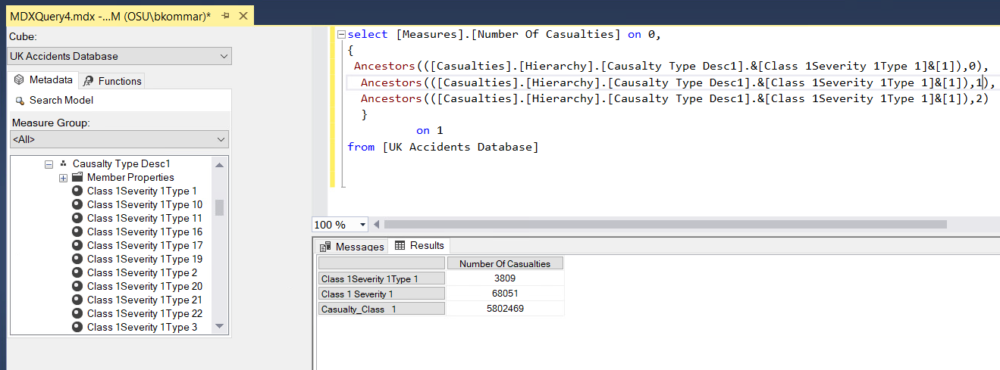 MDXQuery4.mdx -...M (OSU\bkommar)*
Cube:
UK Accidents Database
Metadata
Functions
Search Model
Measure Group:
<All>
Causalty Type Desc1
Member Properties
Class 1Severity 1Type 1
Class 1Severity 1Type 10
Class 1Severity 1Type 11
Class 1Severity 1Type 16
Class 1Severity 1Type 17
Class 1Severity 1Type 19
Class 1Severity 1Type 2
Class 1Severity 1Type 20
Class 1Severity 1Type 21
Class 1Severity 1Type 22
Class 1Severity 1Type 3
select [Measures].[Number Of Casualties] on 0,
{
Ancestors(([Casualties].[Hierarchy].[Causalty Type Desc1].&[Class 1Severity 1Type 1]&[1]),0),
Ancestors(([Casualties].[Hierarchy].[Causalty Type Desc1].&[Class 1Severity 1Type 1]&[1]),1),
Ancestors(([Casualties].[Hierarchy].[Causalty Type Desc1].&[Class 1Severity 1Type 1]&[1]),2)
}
on 1
from [UK Accidents Database]
100 %
Messages
Results
Number Of Casualties
Class 1Severity 1Type 1 3809
Class 1 Severity 1 68051
Casualty_Class 1 5802469